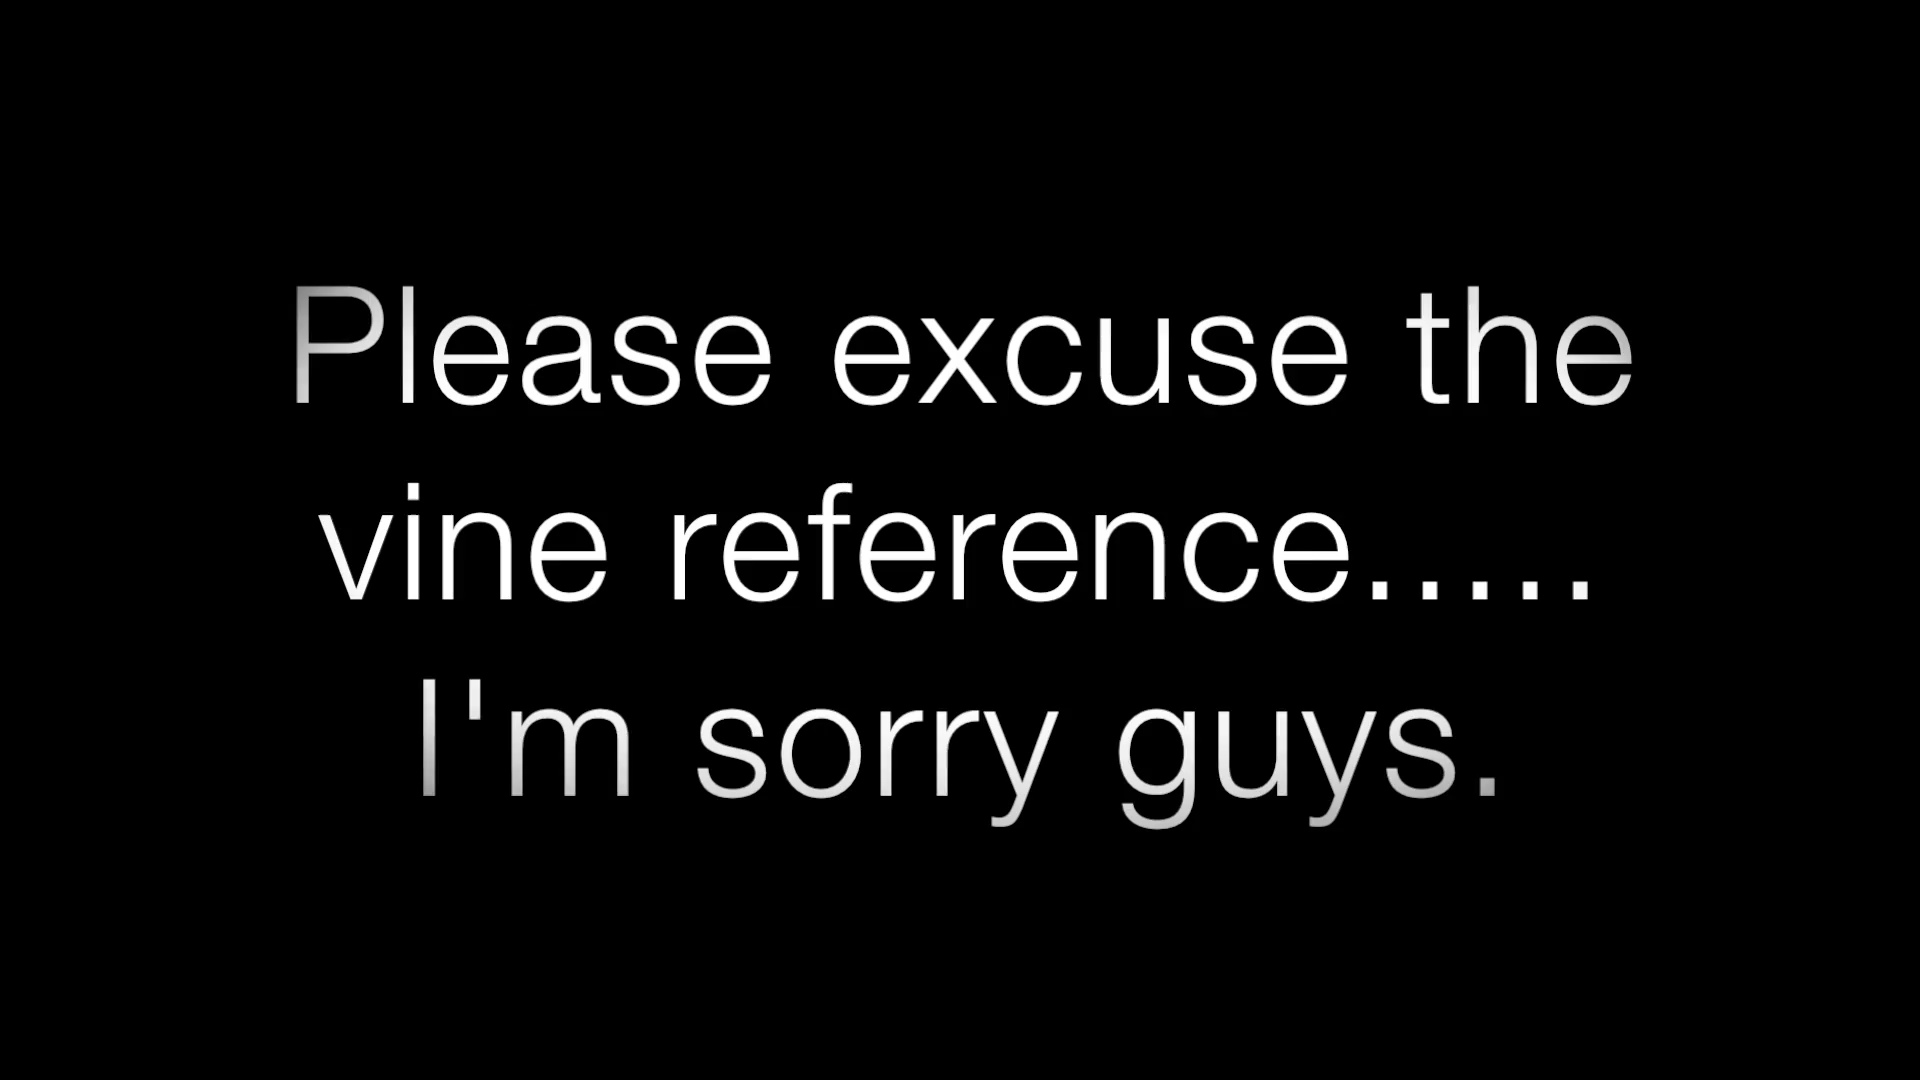 Please excuse the
vine reference.....
I'm sorry guys.